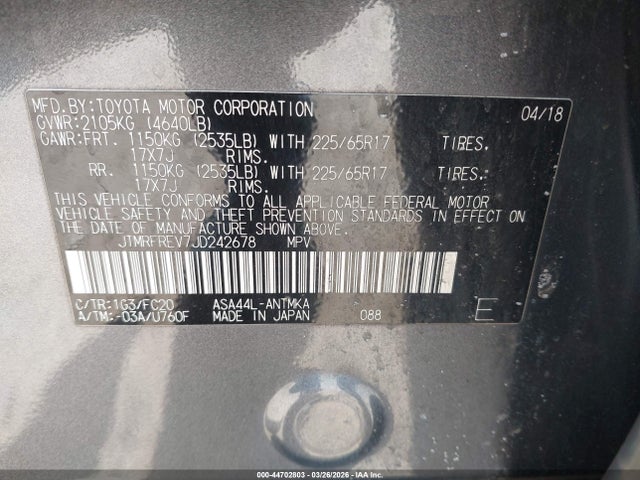 MFD.BY:TOYOTA MOTOR CORPORATION 04/18
GVWR:2105KG (4640LB)
GAWR:FRT. 1150KG (2535LB) WITH 225/65R17 TIRES.
17X7J RIMS.
RR. 1150KG (2535LB) WITH 225/65R17 TIRES.
17X7J RIMS.
THIS VEHICLE CONFORMS TO ALL APPLICABLE FEDERAL MOTOR
VEHICLE SAFETY AND THEFT PREVENTION STANDARDS IN EFFECT ON
THE DATE OF MANUFACTURE SHOWN ABOVE.
JTMRFREV7JD242678 MPV
C/TR:1G3/FC20 ASA44L-ANTMKA
A/TM:-03A/U760F MADE IN JAPAN 088 E
000-44702803 | 03/26/2026 - IAA Inc.